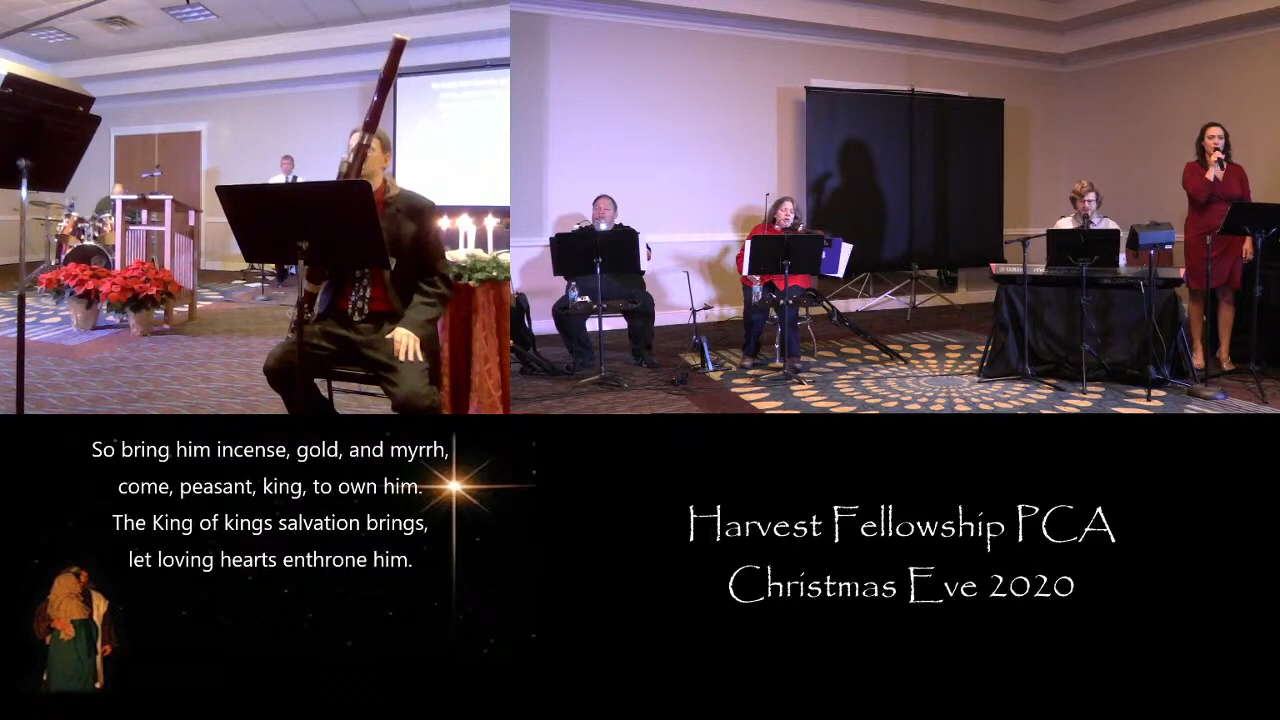 So bring him incense, gold, and myrrh,
come, peasant, king, to own him.
The King of kings salvation brings,
let loving hearts enthrone him.
Harvest Fellowship PCA
Christmas Eve 2020